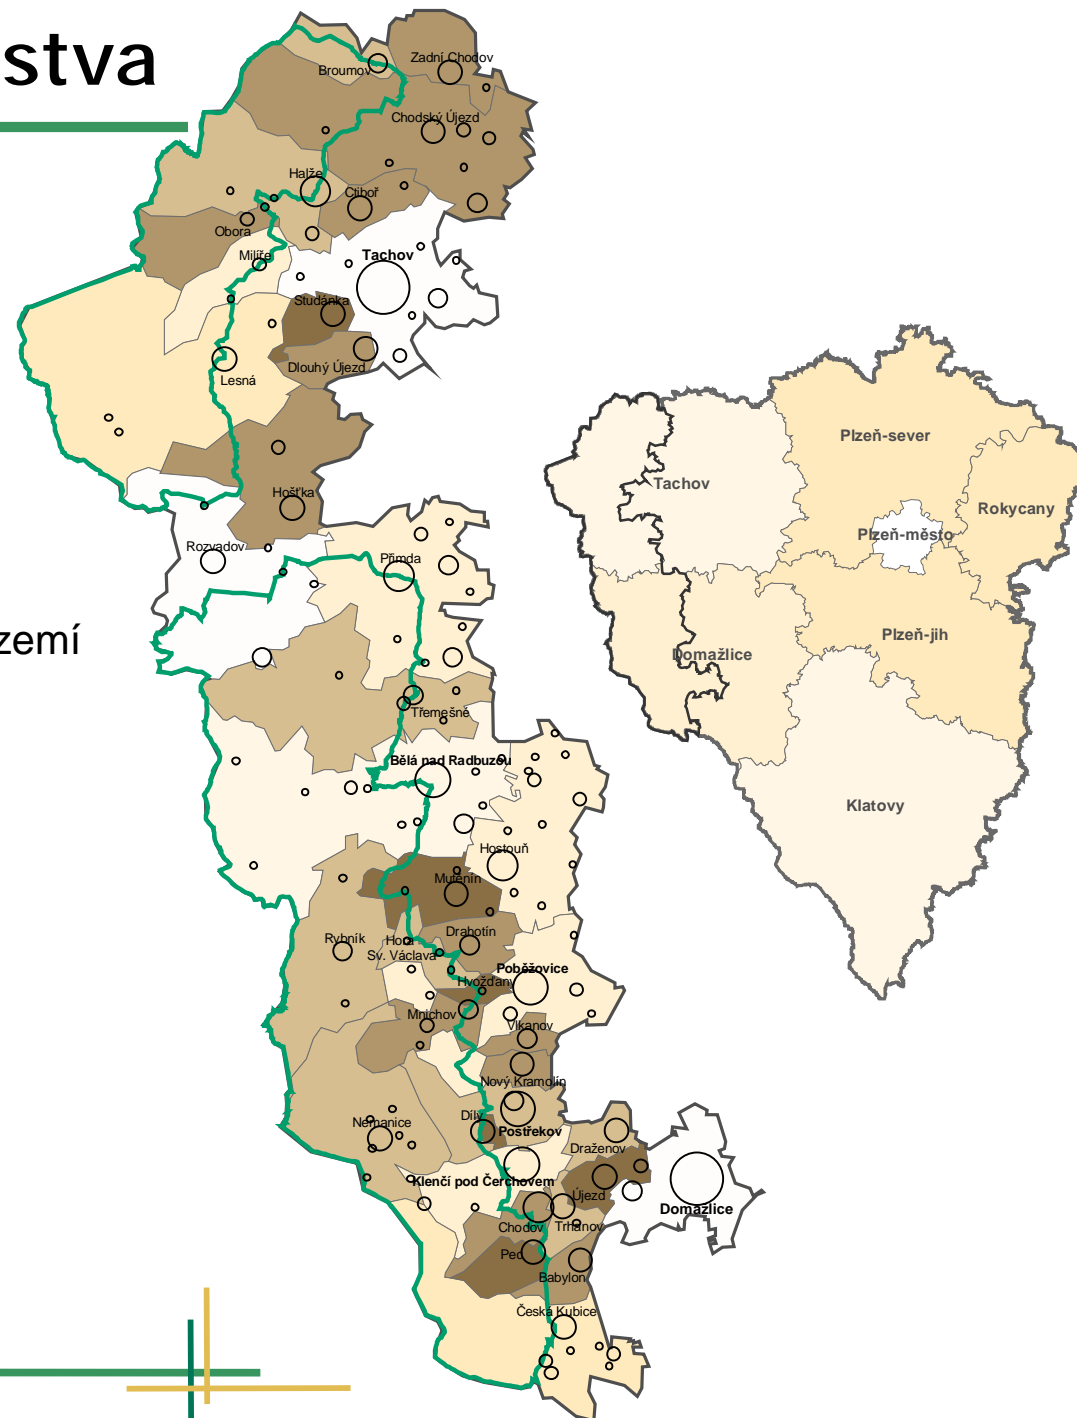 stva
Broumov
Zadní Chodov
Chodský Újezd
Halže
Ctiboř
Obora
Milíře
Tachov
Studánka
Dlouhý Újezd
Lesná
Hošťka
Rozvadov
Přimda
zemí
Třemešné
Bělá nad Radbuzou
Hostouň
Mutěnín
Rybník
Drahotín
Hora
Sv. Václava
Poběžovice
Hvožďany
Mnichov
Vlkanov
Nový Kramolín
Díly
Postřekov
Nemanice
Draženov
Klenčí pod Čerchovem
Újezd
Domažlice
Chodov
Trhanov
Pec
Babylon
Česká Kubice
Plzeň-sever
Tachov
Rokycany
Plzeň-město
Plzeň-jih
Domažlice
Klatovy